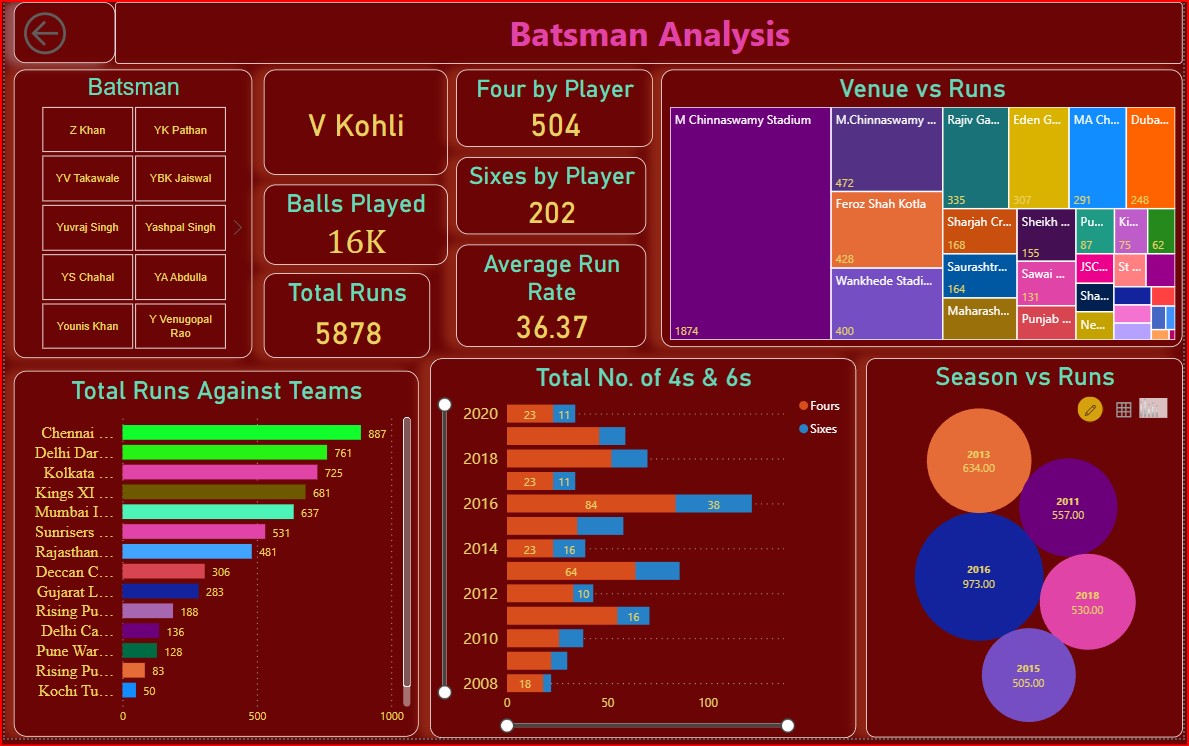 Batsman Analysis
Batsman
Z Khan
YK Pathan
YV Takawale
YBK Jaiswal
Yuvraj Singh
Yashpal Singh
YS Chahal
YA Abdulla
Younis Khan
Y Venugopal
Rao
V Kohli
Balls Played
16K
Total Runs
5878
Four by Player
504
Sixes by Player
202
Average Run
Rate
36.37
Venue vs Runs
M Chinnaswamy Stadium
1874
M.Chinnaswamy ...
472
Feroz Shah Kotla
428
Wankhede Stadi...
400
Rajiv Ga...
335
Eden G...
307
MA Ch...
291
Duba...
248
Sharjah Cr...
168
Saurashtr...
164
Maharash...
Sheikh ...
155
Sawai ...
131
Punjab ...
Pu...
87
Ki...
75
62
JSC...
St ...
Sha...
Ne...
Total Runs Against Teams
Chennai ... 887
Delhi Dar... 761
Kolkata ... 725
Kings XI ... 681
Mumbai I... 637
Sunrisers ... 531
Rajasthan... 481
Deccan C... 306
Gujarat L... 283
Rising Pu... 188
Delhi Ca... 136
Pune War... 128
Rising Pu... 83
Kochi Tu... 50
0 500 1000
Total No. of 4s & 6s
Fours
Sixes
2020 23 11
2018
23 11
2016 84 38
2014 23 16
64
2012 10
16
2010
2008 18
0 50 100
Season vs Runs
2013
634.00
2011
557.00
2016
973.00
2018
530.00
2015
505.00